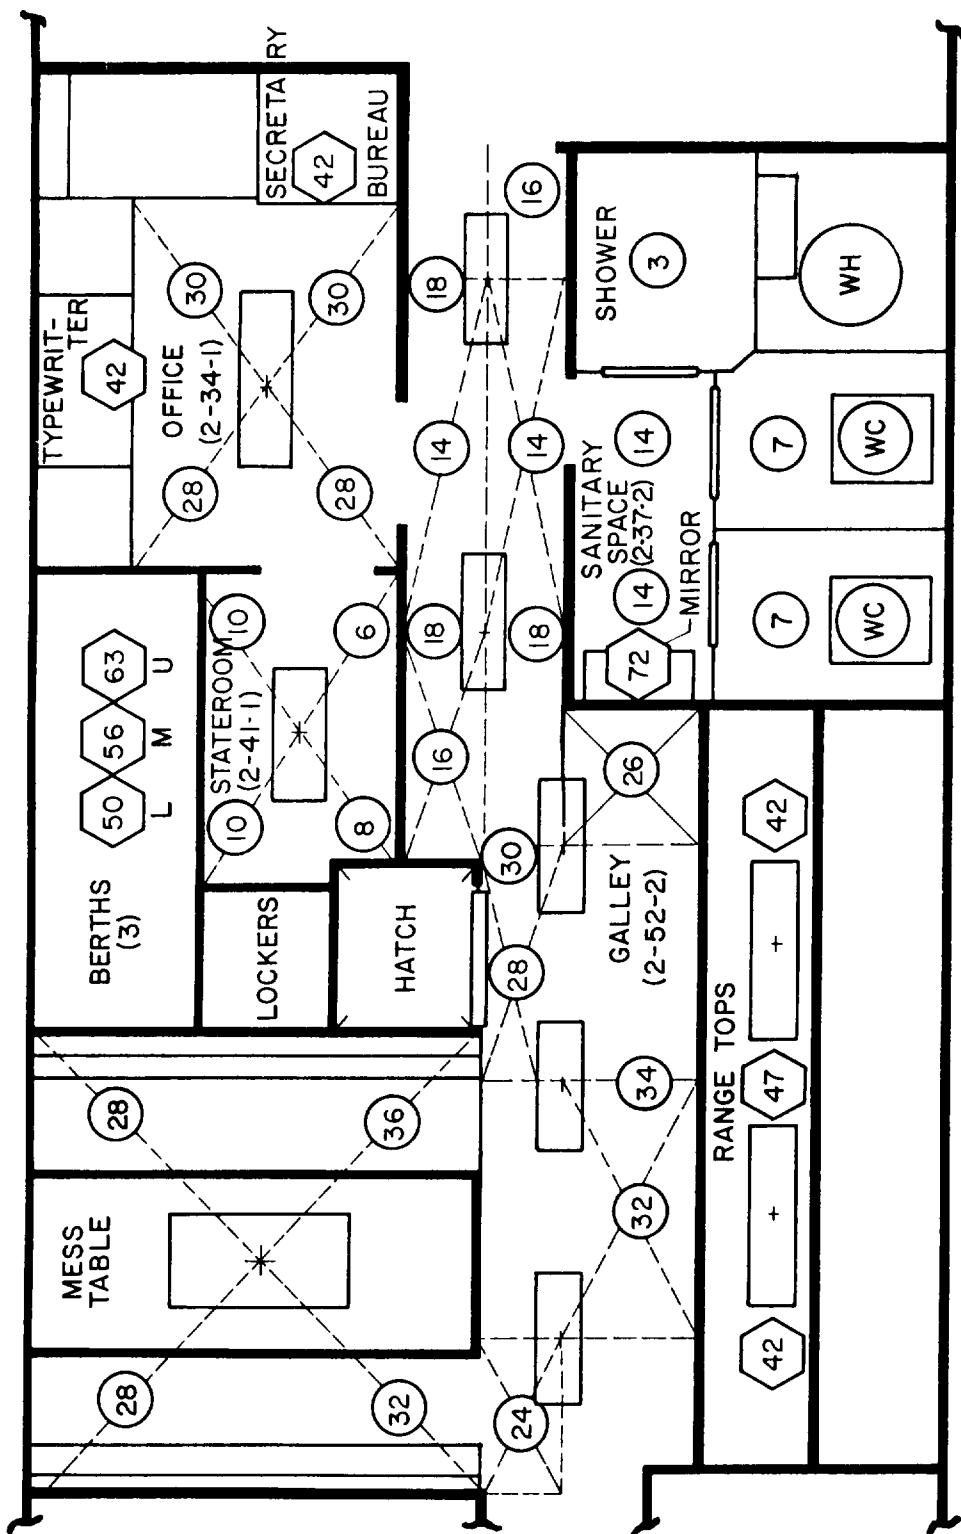 SECRETARY
42
BUREAU
TYPEWRIT-
TER
42
OFFICE
(2-34-1)
30
30
28
28
18
16
14
14
SHOWER
3
WH
SANITARY
SPACE
(2-37-2)
14
14
MIRROR
72
7
WC
7
WC
BERTHS
(3)
50
56
63
L
M
U
STATEROOM
(2-41-1)
10
6
10
8
18
18
16
LOCKERS
HATCH
30
28
26
GALLEY
(2-52-2)
34
32
24
RANGE TOPS
42
47
42
MESS
TABLE
28
36
28
32